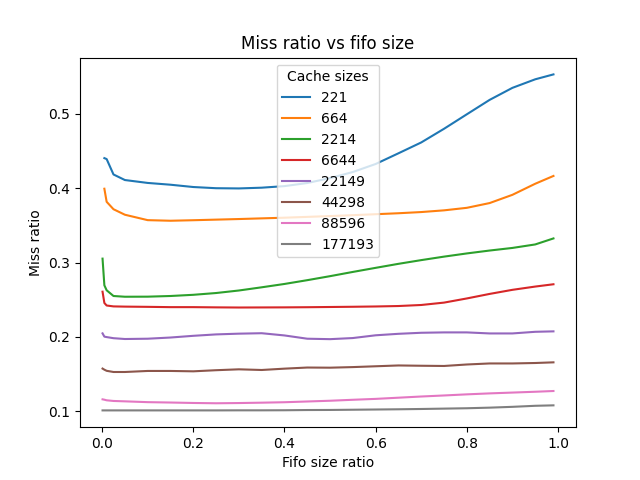 Miss ratio vs fifo size
Cache sizes
221
664
2214
6644
22149
44298
88596
177193
0.5
0.4
0.3
0.2
0.1
Miss ratio
0.0 0.2 0.4 0.6 0.8 1.0
Fifo size ratio